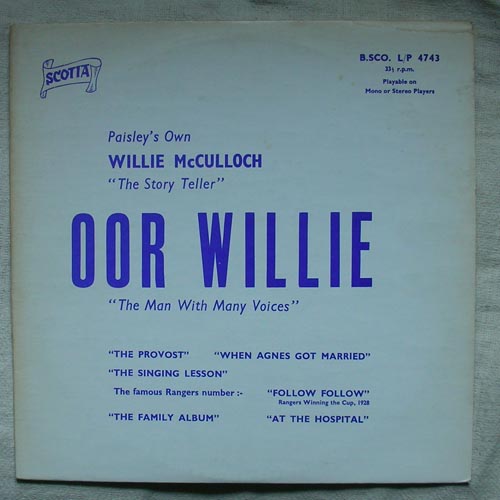 SCOTTA
B.SCO. L/P 4743
33⅓ r.p.m.
Playable on
Mono or Stereo Players
Paisley's Own
WILLIE McCULLOCH
"The Story Teller"
OOR WILLIE
"The Man With Many Voices"
"THE PROVOST" "WHEN AGNES GOT MARRIED"
"THE SINGING LESSON"
The famous Rangers number :- "FOLLOW FOLLOW"
Rangers Winning the Cup, 1928
"THE FAMILY ALBUM" "AT THE HOSPITAL"